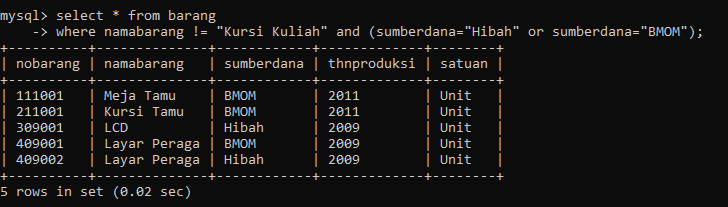 mysql> select * from barang
    -> where namabarang != "Kursi Kuliah" and (sumberdana="Hibah" or sumberdana="BMOM");
+----------+--------------+------------+-------------+--------+
| nobarang | namabarang   | sumberdana | thnproduksi | satuan |
+----------+--------------+------------+-------------+--------+
| 111001   | Meja Tamu    | BMOM       | 2011        | Unit   |
| 211001   | Kursi Tamu   | BMOM       | 2011        | Unit   |
| 309001   | LCD          | Hibah      | 2009        | Unit   |
| 409001   | Layar Peraga | BMOM       | 2009        | Unit   |
| 409002   | Layar Peraga | Hibah      | 2009        | Unit   |
+----------+--------------+------------+-------------+--------+
5 rows in set (0.02 sec)